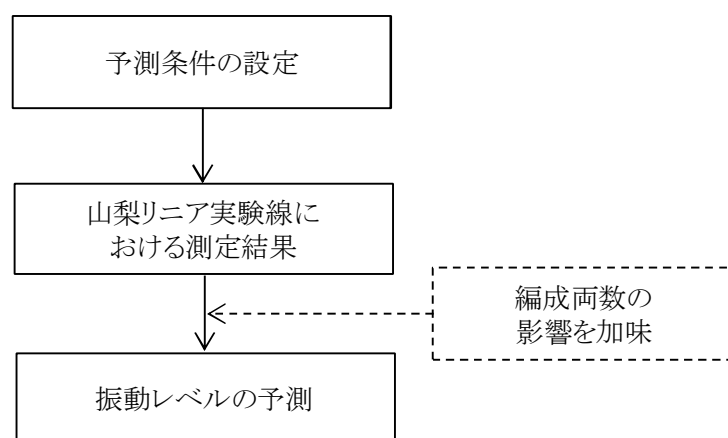 予測条件の設定
山梨リニア実験線に
おける測定結果
編成両数の
影響を加味
振動レベルの予測